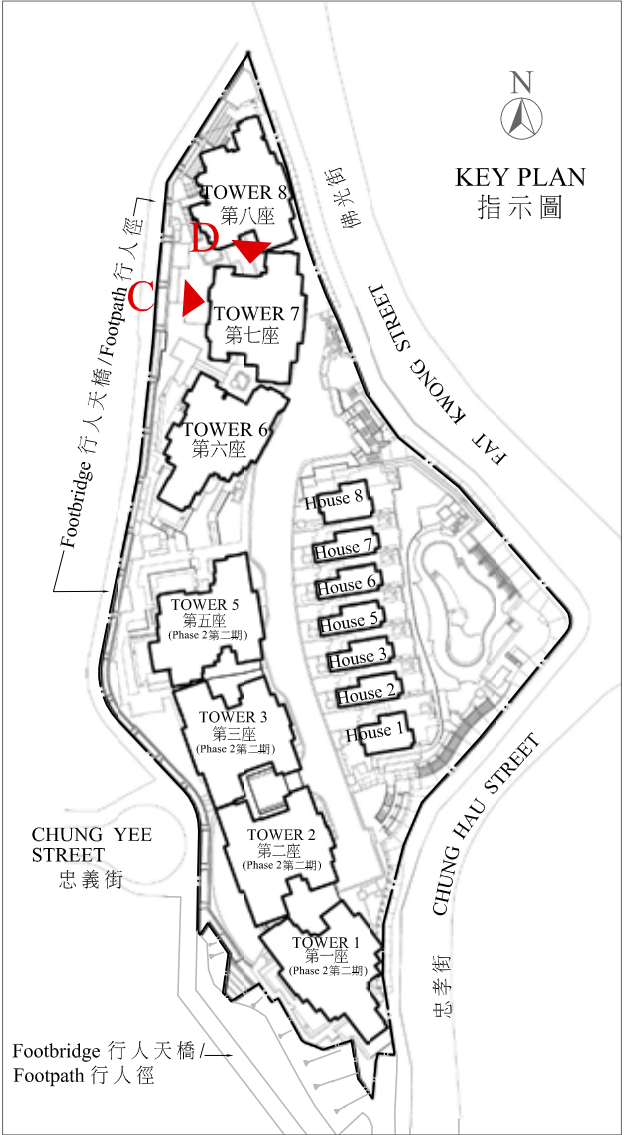 N
KEY PLAN
指示圖
TOWER 8
第八座
D
C
TOWER 7
第七座
TOWER 6
第六座
佛光街
FAT KWONG STREET
Footbridge 行人天橋/Footpath 行人徑
House 8
House 7
House 6
House 5
House 3
House 2
House 1
TOWER 5
第五座
(Phase 2第二期)
TOWER 3
第三座
(Phase 2第二期)
TOWER 2
第二座
(Phase 2第二期)
TOWER 1
第一座
(Phase 2第二期)
CHUNG YEE
STREET
忠義街
CHUNG HAU STREET
忠孝街
Footbridge 行人天橋/
Footpath 行人徑